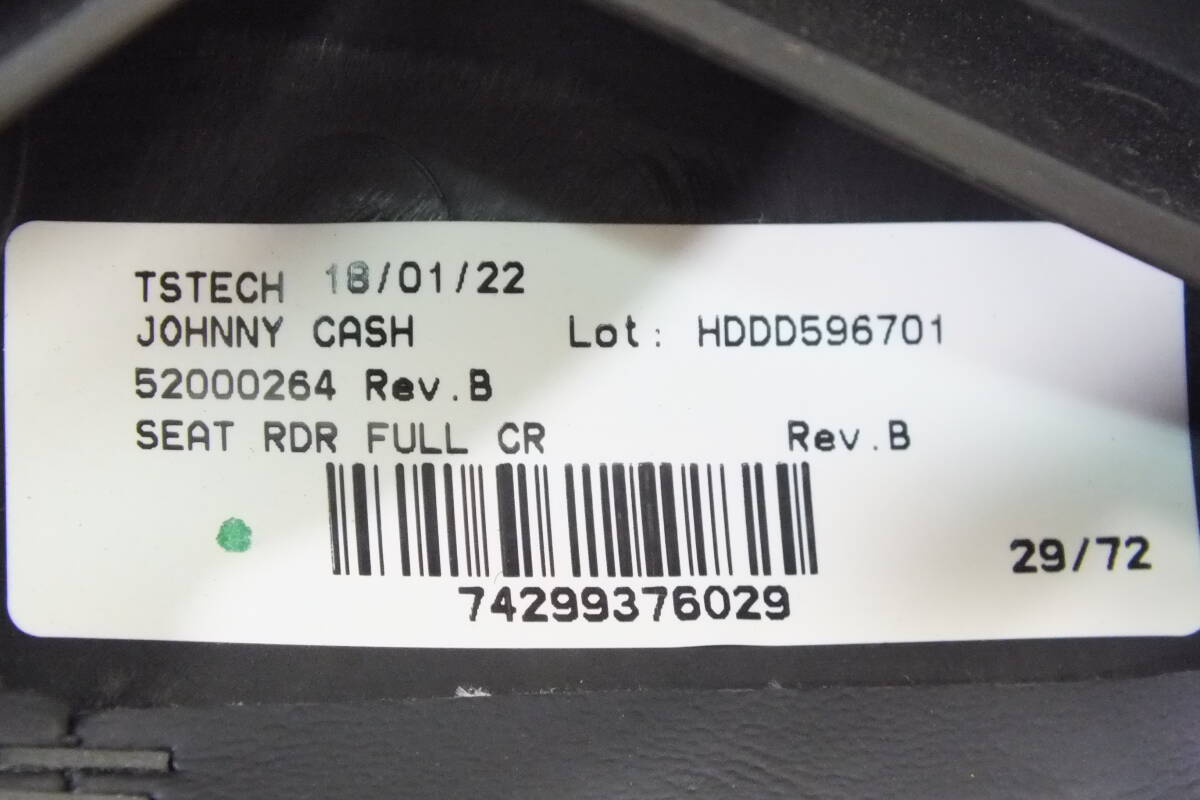 TSTECH 18/01/22
JOHNNY CASH Lot: HDDD596701
52000264 Rev.B
SEAT RDR FULL CR Rev.B
29/72
74299376029